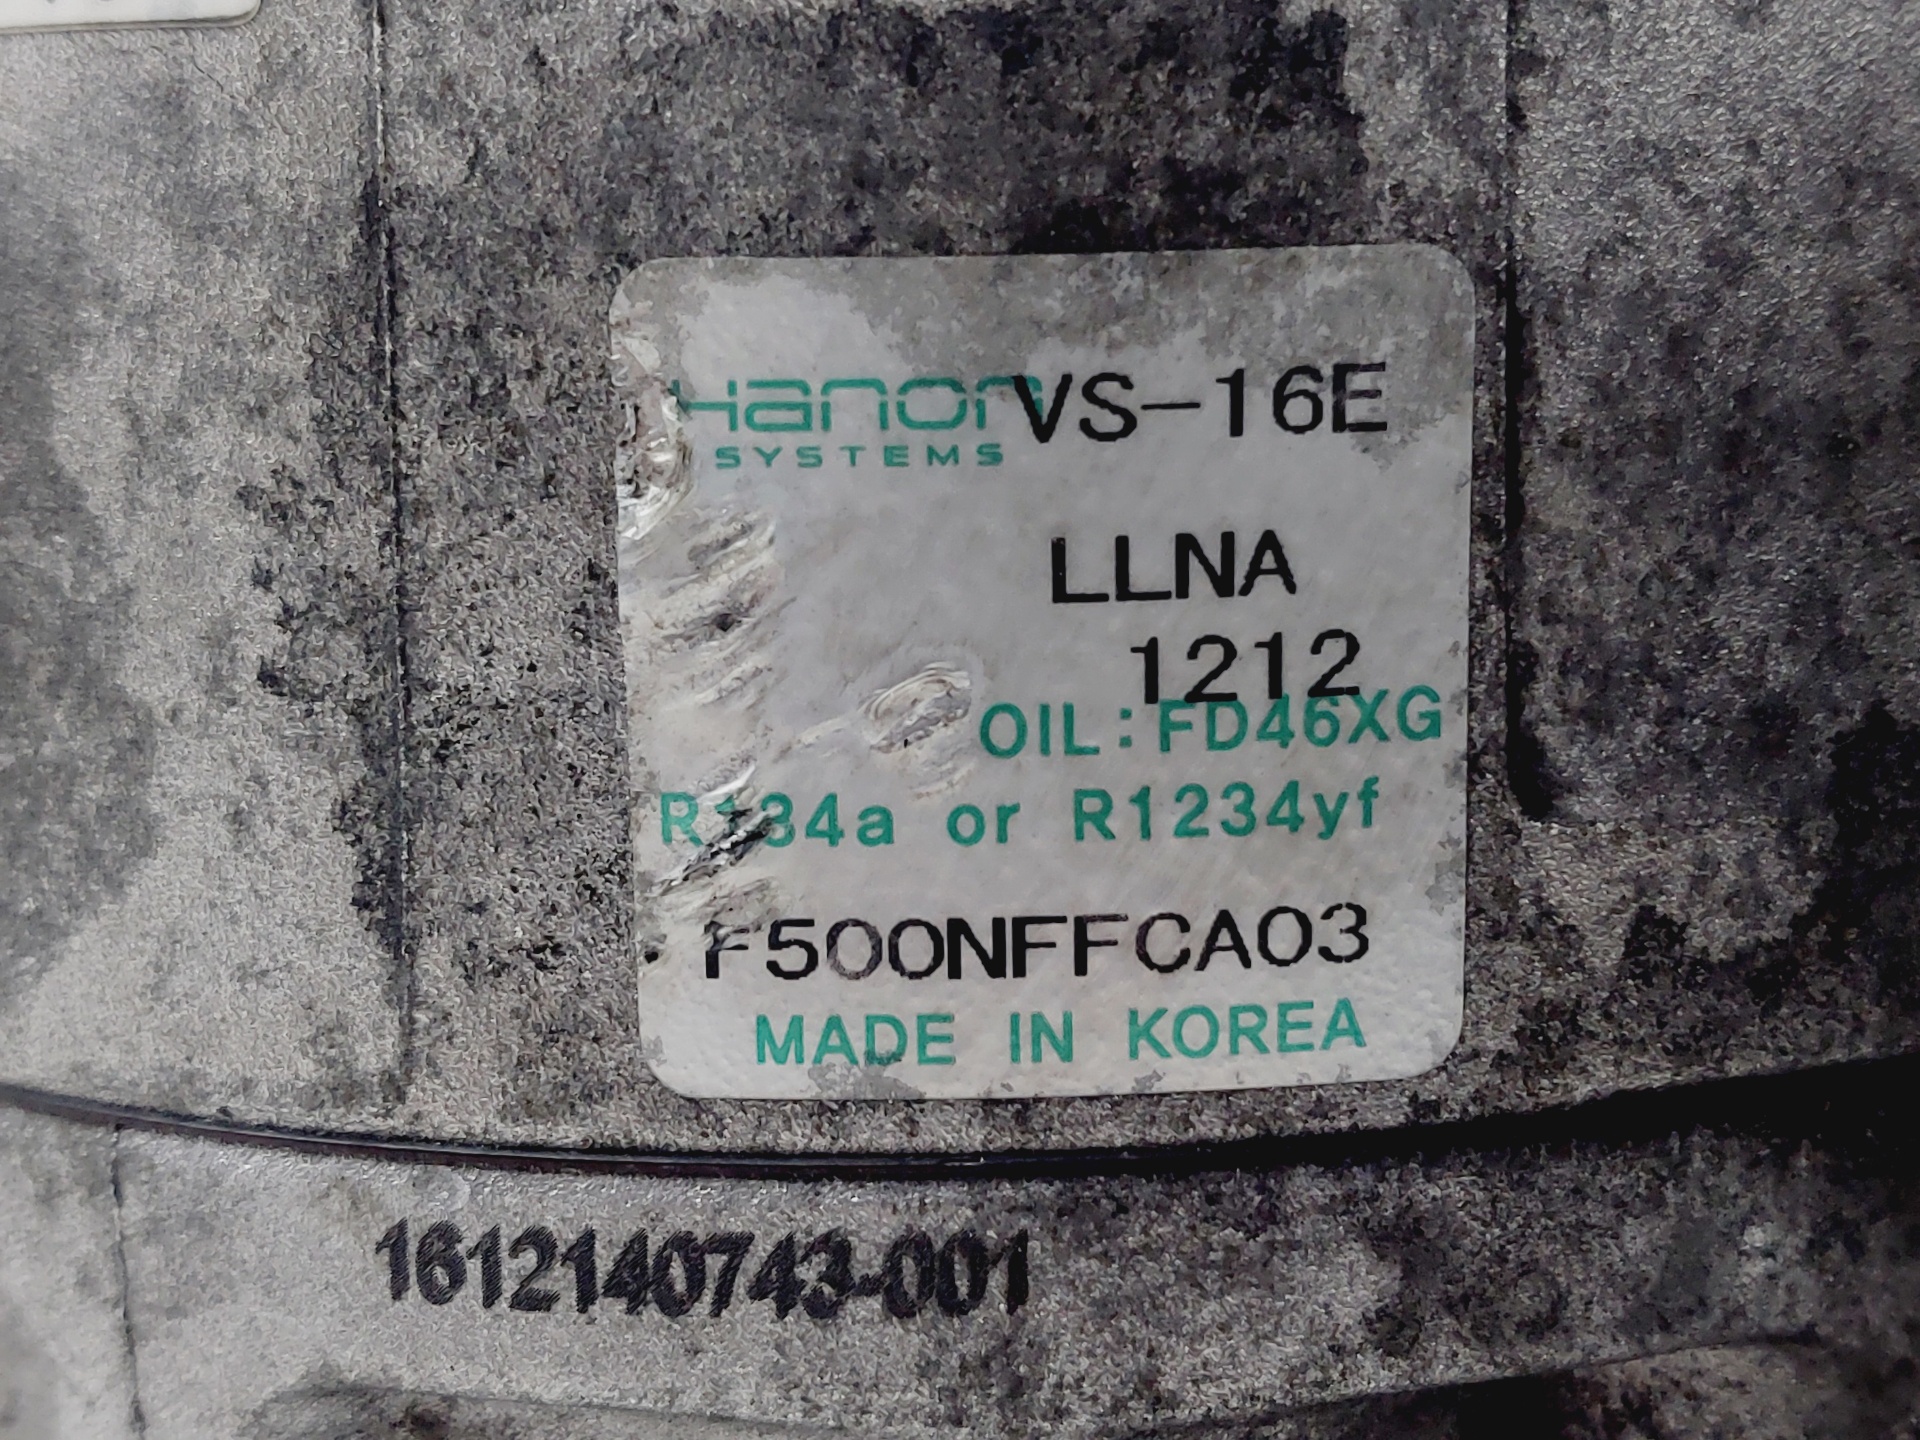 Hanon VS-16E
SYSTEMS
LLNA
1212
OIL:FD46XG
R134a or R1234yf
F500NFFCA03
MADE IN KOREA
1612140743-001